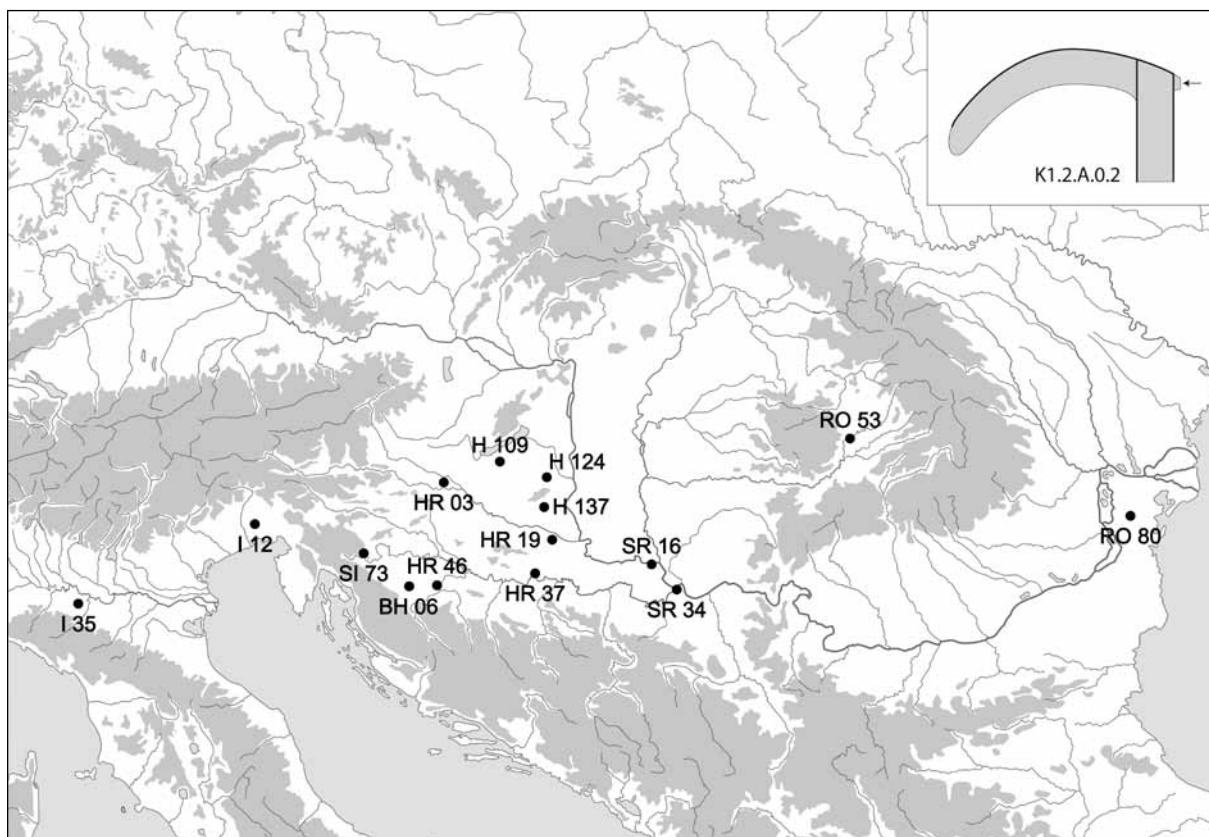 K1.2.A.0.2
RO 53
H 109
H 124
HR 03
H 137
RO 80
I 12
HR 19
SR 16
SI 73
HR 46
HR 37
BH 06
SR 34
I 35